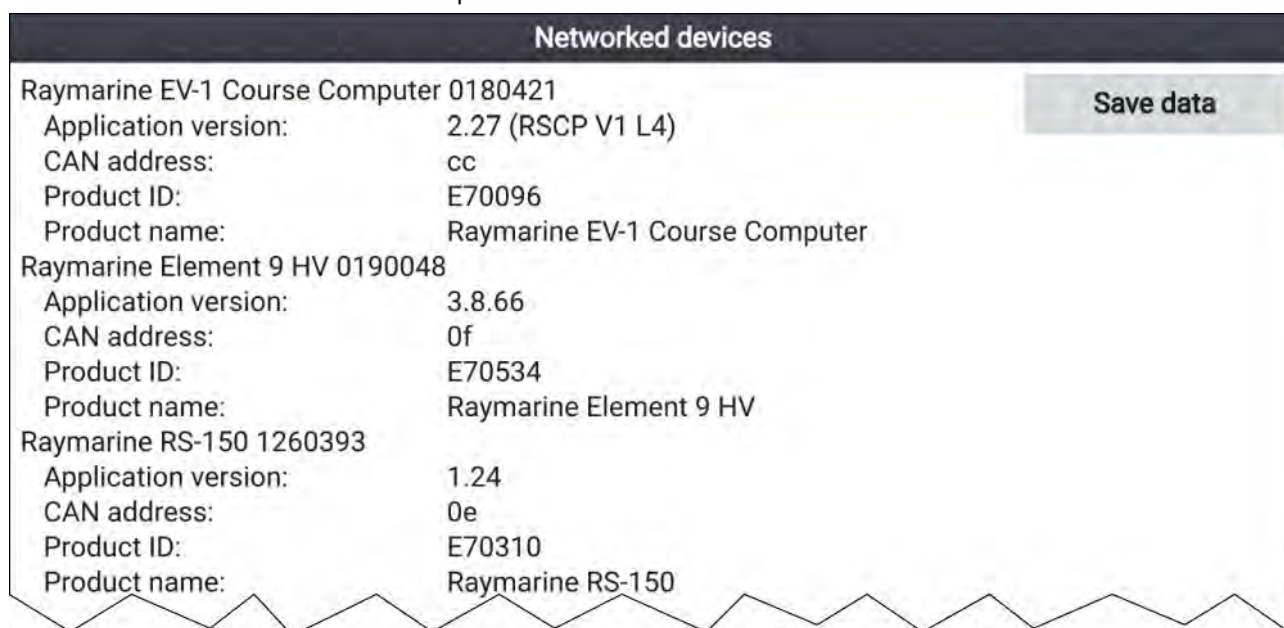 Networked devices
Raymarine EV-1 Course Computer 0180421
Save data
Application version: 2.27 (RSCP V1 L4)
CAN address: cc
Product ID: E70096
Product name: Raymarine EV-1 Course Computer
Raymarine Element 9 HV 0190048
Application version: 3.8.66
CAN address: 0f
Product ID: E70534
Product name: Raymarine Element 9 HV
Raymarine RS-150 1260393
Application version: 1.24
CAN address: 0e
Product ID: E70310
Product name: Raymarine RS-150